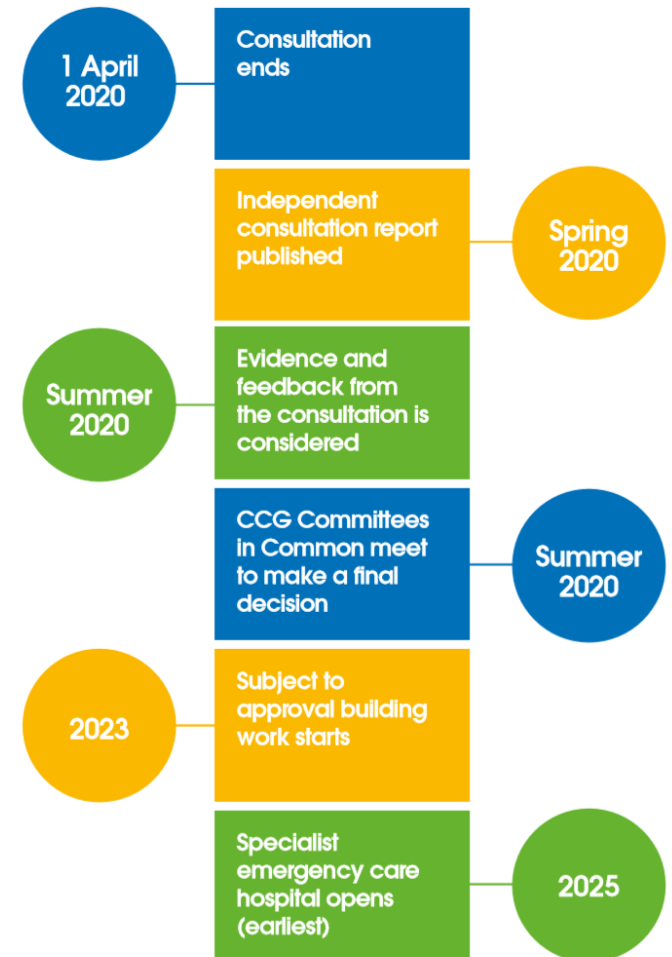 1 April
2020
Consultation
ends
Independent
consultation report
published
Spring
2020
Summer
2020
Evidence and
feedback from
the consultation is
considered
CCG Committees
in Common meet
to make a final
decision
Summer
2020
2023
Subject to
approval building
work starts
Specialist
emergency care
hospital opens
(earliest)
2025